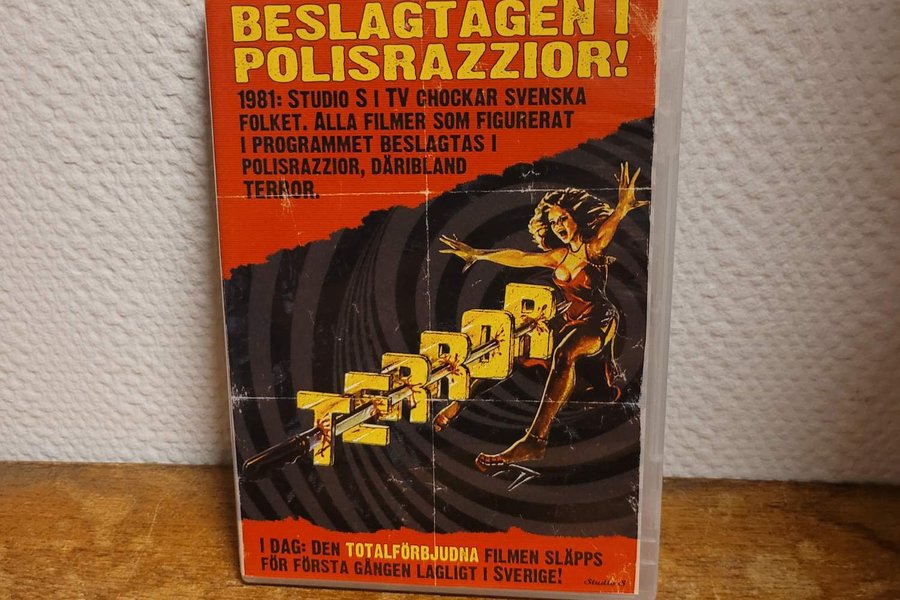 BESLAGTAGEN I
POLISRAZZIOR!
1981: STUDIO S I TV CHOCKAR SVENSKA
FOLKET. ALLA FILMER SOM FIGURERAT
I PROGRAMMET BESLAGTAS I
POLISRAZZIOR, DÄRIBLAND
TERROR.
TERROR
I DAG: DEN TOTALFÖRBJUDNA FILMEN SLÄPPS
FÖR FÖRSTA GÅNGEN LAGLIGT I SVERIGE!
Studio S